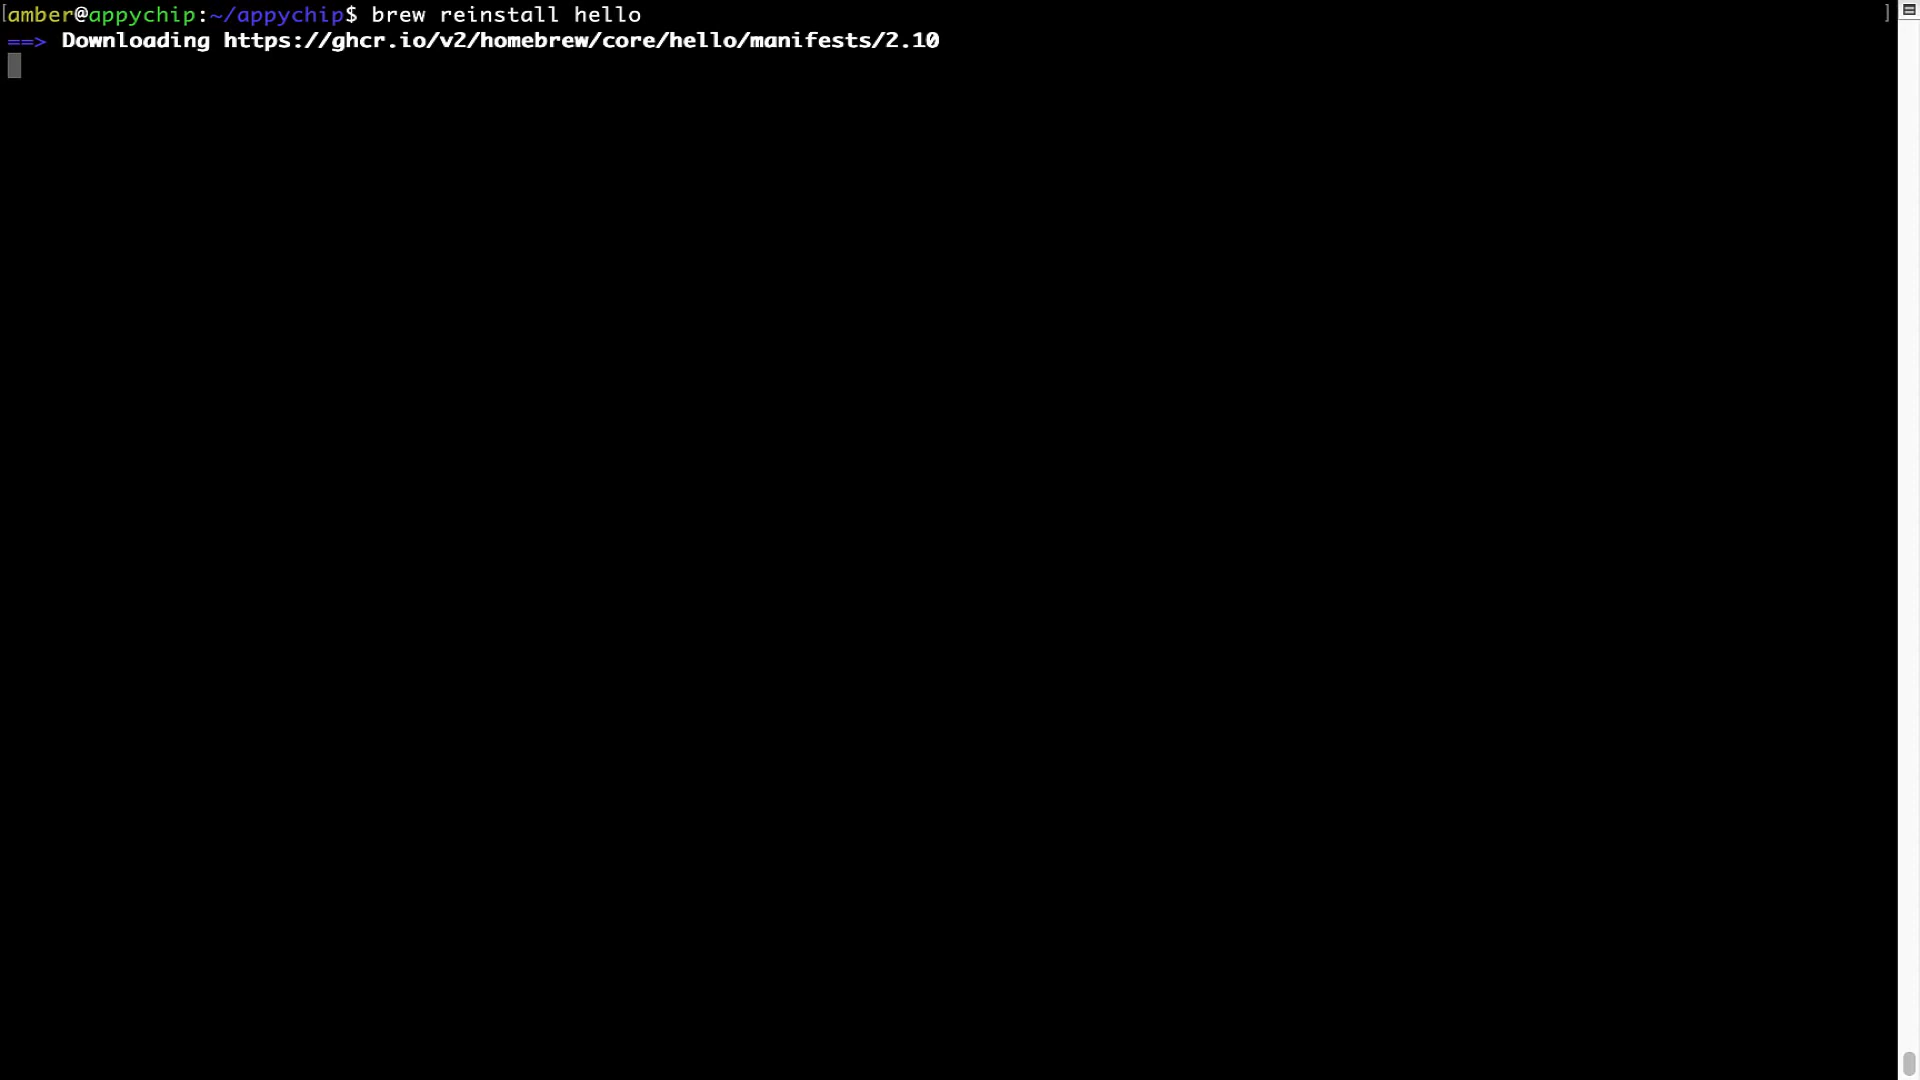 [amber@appychip:~/appychip$ brew reinstall hello ]
==> Downloading https://ghcr.io/v2/homebrew/core/hello/manifests/2.10